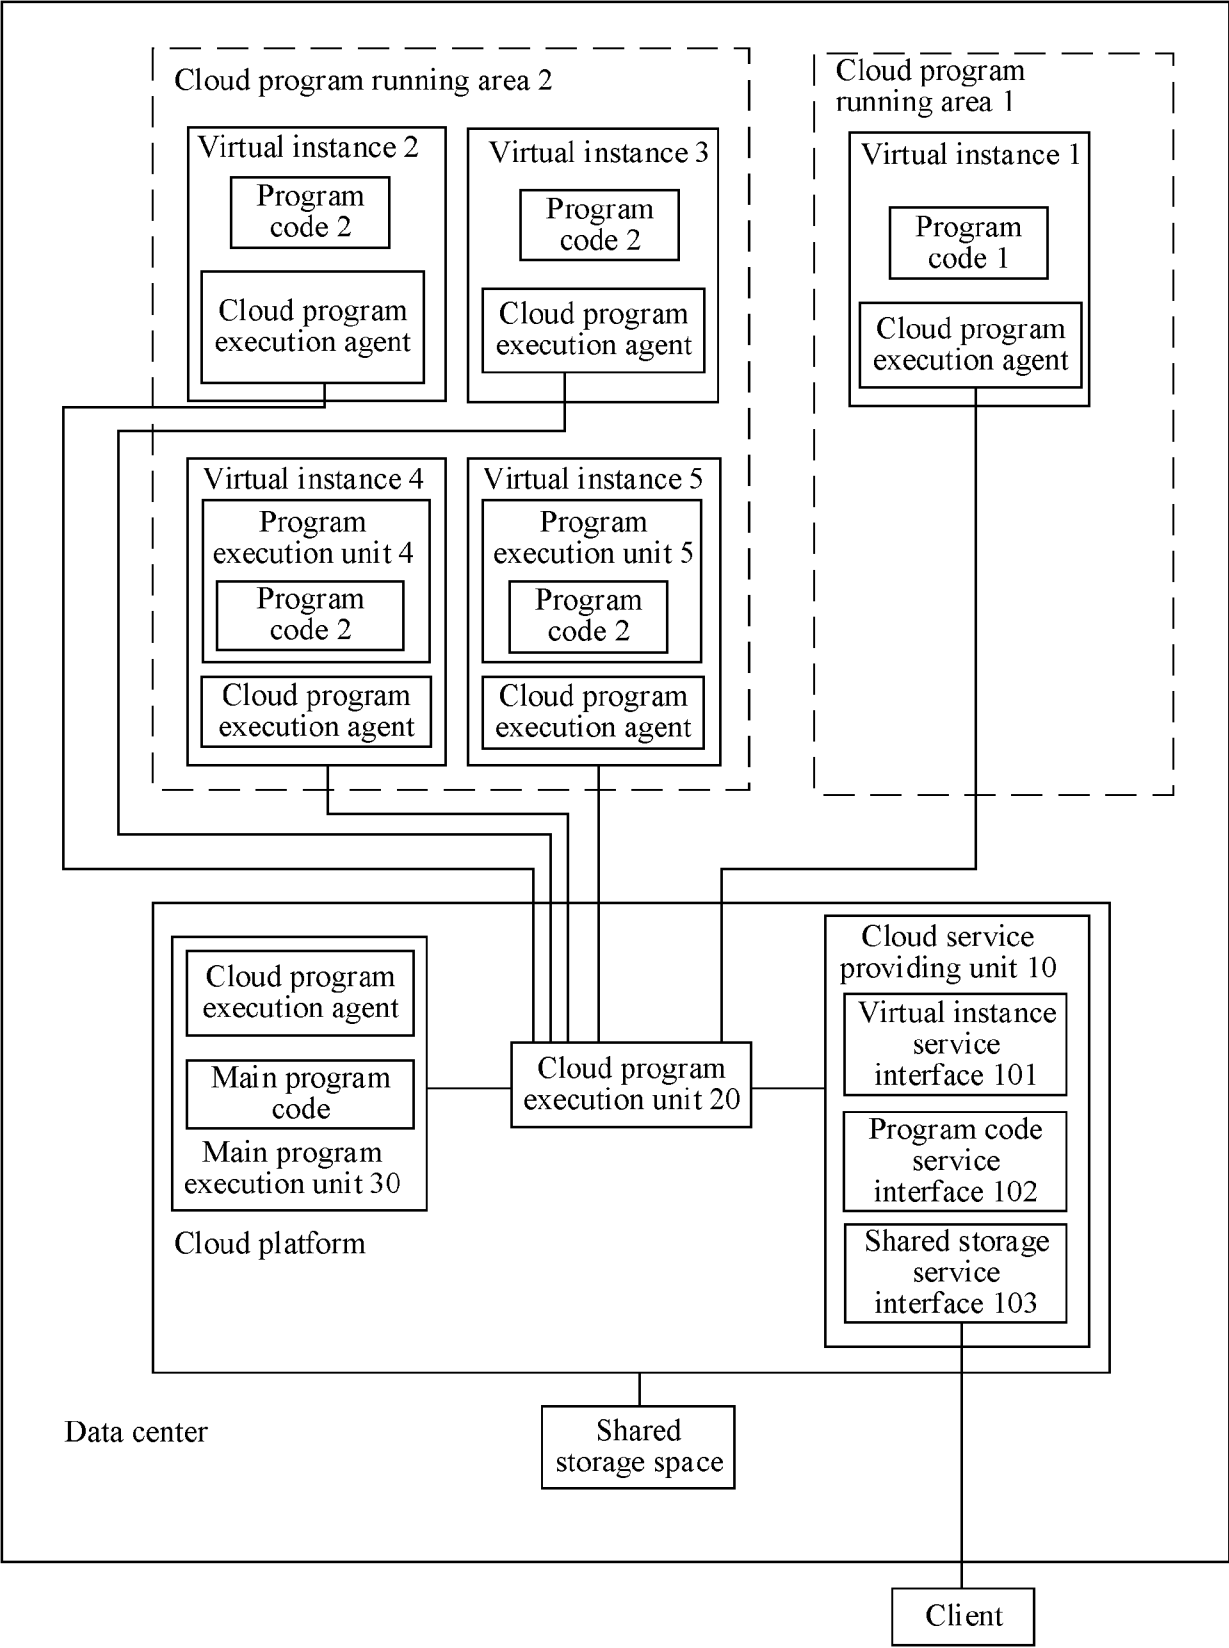 Cloud program running area 2
Virtual instance 2
Program
code 2
Cloud program
execution agent
Virtual instance 3
Program
code 2
Cloud program
execution agent
Virtual instance 4
Program
execution unit 4
Program
code 2
Cloud program
execution agent
Virtual instance 5
Program
execution unit 5
Program
code 2
Cloud program
execution agent
Cloud program
running area 1
Virtual instance 1
Program
code 1
Cloud program
execution agent
Cloud program
execution agent
Main program
code
Main program
execution unit 30
Cloud platform
Cloud program
execution unit 20
Cloud service
providing unit 10
Virtual instance
service
interface 101
Program code
service
interface 102
Shared storage
service
interface 103
Data center
Shared
storage space
Client